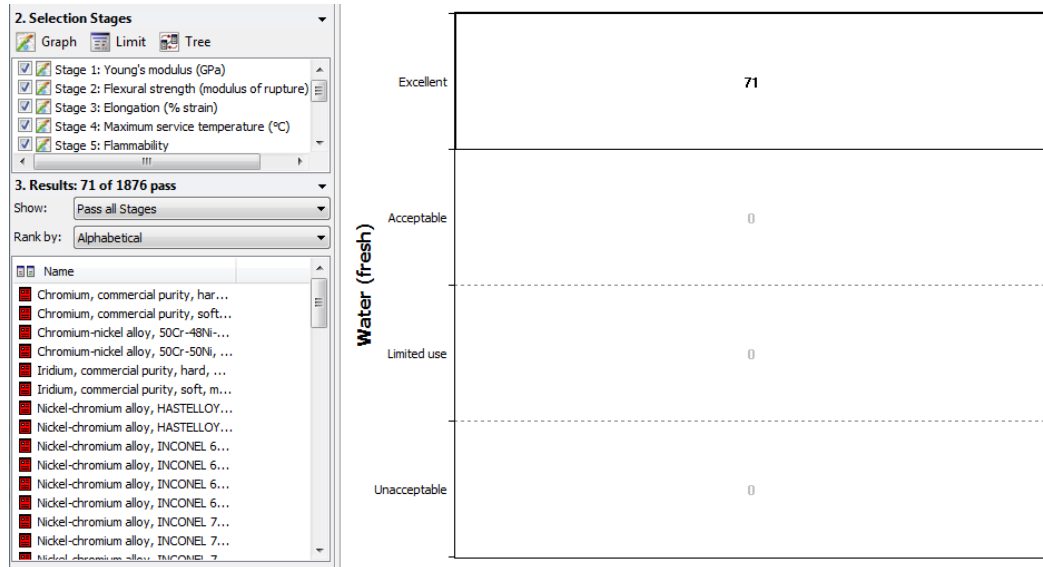 2. Selection Stages
Graph Limit Tree
Stage 1: Young's modulus (GPa)
Stage 2: Flexural strength (modulus of rupture)
Stage 3: Elongation (% strain)
Stage 4: Maximum service temperature (°C)
Stage 5: Flammability
3. Results: 71 of 1876 pass
Show: Pass all Stages
Rank by: Alphabetical
Name
Chromium, commercial purity, har...
Chromium, commercial purity, soft...
Chromium-nickel alloy, 50Cr-48Ni-...
Chromium-nickel alloy, 50Cr-50Ni, ...
Iridium, commercial purity, hard, ...
Iridium, commercial purity, soft, m...
Nickel-chromium alloy, HASTELLOY...
Nickel-chromium alloy, HASTELLOY...
Nickel-chromium alloy, INCONEL 6...
Nickel-chromium alloy, INCONEL 6...
Nickel-chromium alloy, INCONEL 6...
Nickel-chromium alloy, INCONEL 6...
Nickel-chromium alloy, INCONEL 7...
Nickel-chromium alloy, INCONEL 7...
Nickel-chromium alloy, INCONEL 7...
Water (fresh)
Excellent 71
Acceptable 0
Limited use 0
Unacceptable 0